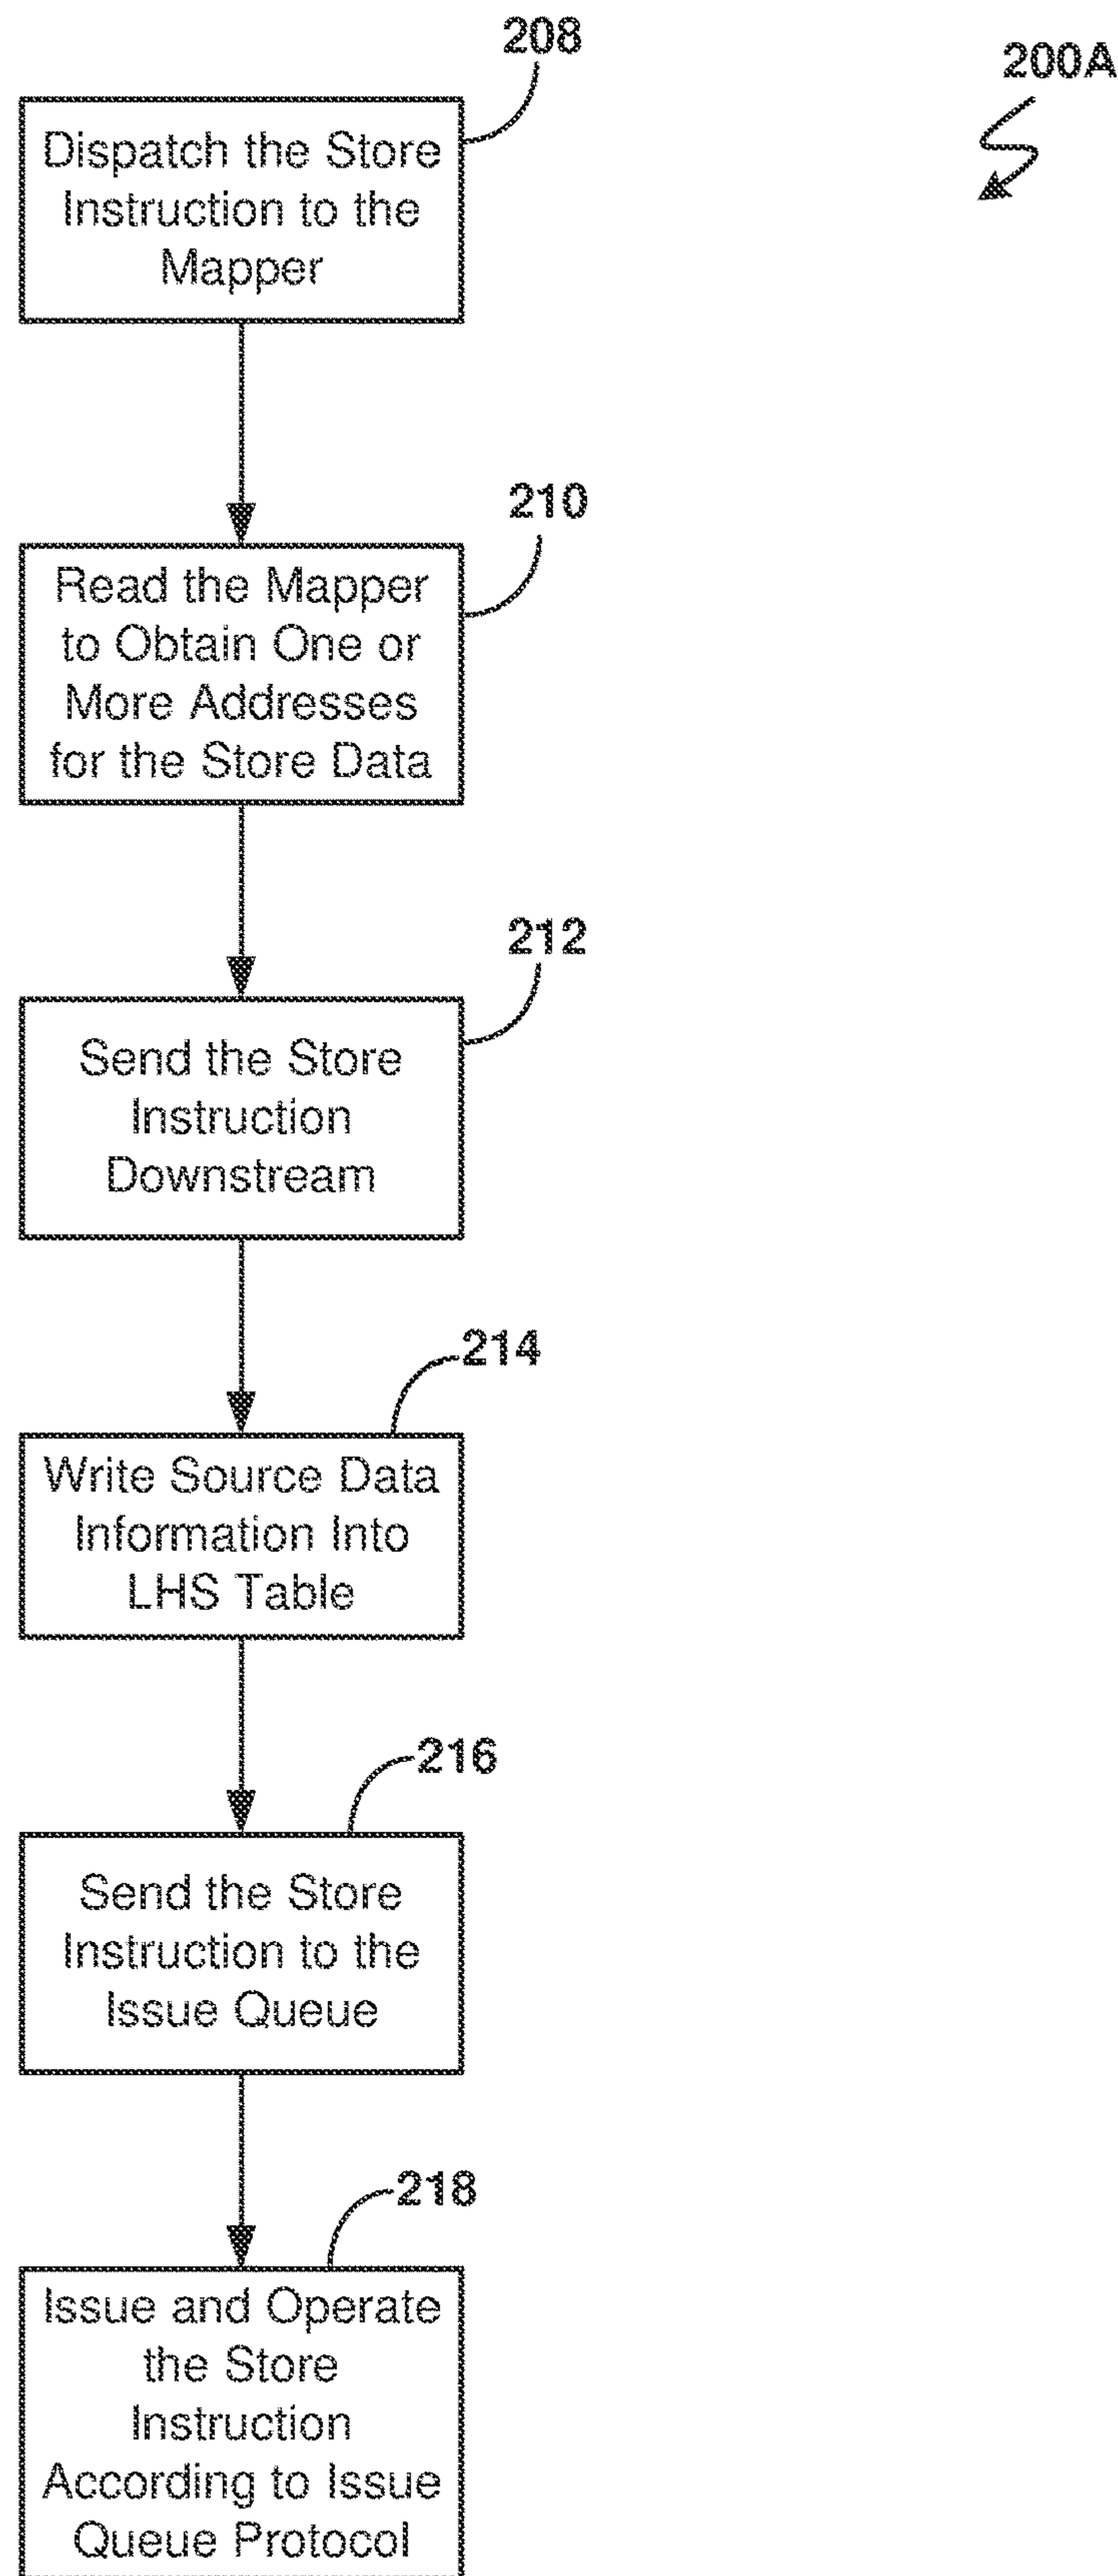 208
200A
Dispatch the Store
Instruction to the
Mapper
210
Read the Mapper
to Obtain One or
More Addresses
for the Store Data
212
Send the Store
Instruction
Downstream
214
Write Source Data
Information Into
LHS Table
216
Send the Store
Instruction to the
Issue Queue
218
Issue and Operate
the Store
Instruction
According to Issue
Queue Protocol